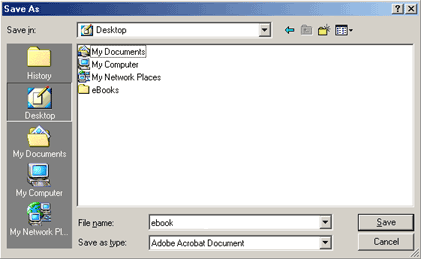 Save As
Save in:
Desktop
History
Desktop
My Documents
My Computer
My Network Pl...
My Documents
My Computer
My Network Places
eBooks
File name:
ebook
Save
Save as type:
Adobe Acrobat Document
Cancel